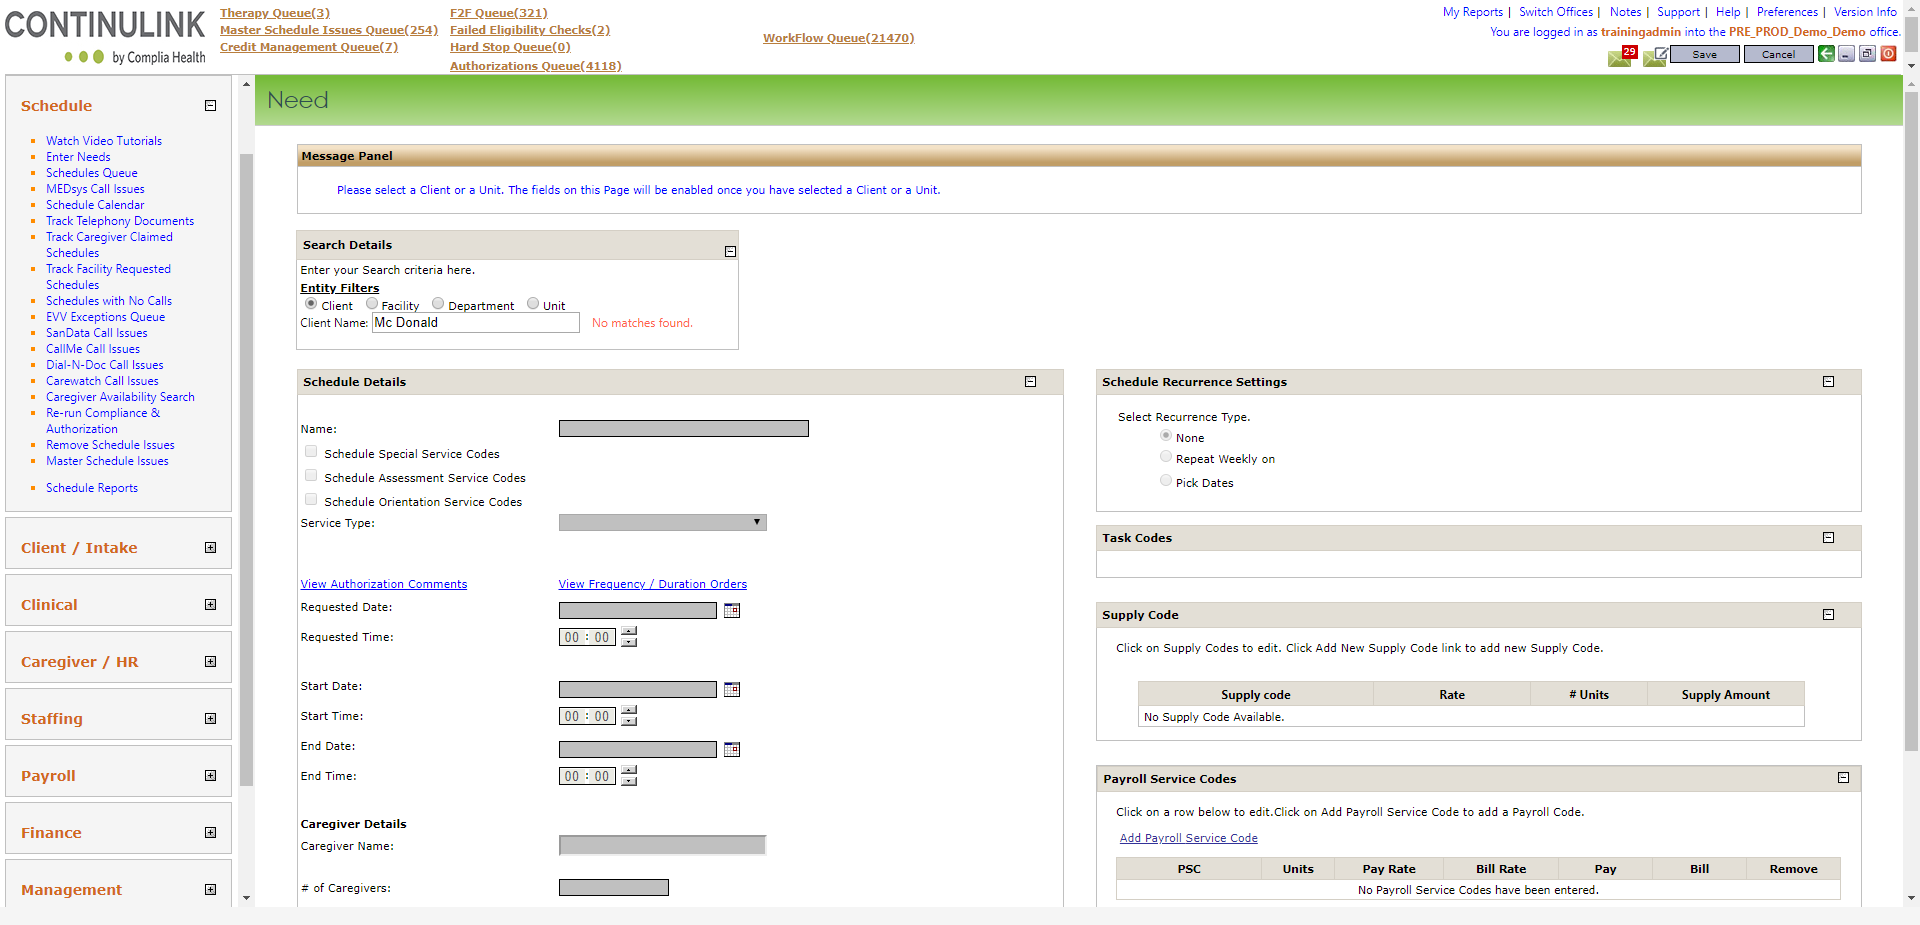 CONTINULINK
by Complia Health
Therapy Queue(3)
Master Schedule Issues Queue(254)
Credit Management Queue(7)
F2F Queue(321)
Failed Eligibility Checks(2)
Hard Stop Queue(0)
Authorizations Queue(4118)
WorkFlow Queue(21470)
My Reports | Switch Offices | Notes | Support | Help | Preferences | Version Info
You are logged in as trainingadmin into the PRE_PROD_Demo_Demo office.
29
Save
Cancel
Schedule
Watch Video Tutorials
Enter Needs
Schedules Queue
MEDsys Call Issues
Schedule Calendar
Track Telephony Documents
Track Caregiver Claimed
Schedules
Track Facility Requested
Schedules
Schedules with No Calls
EVV Exceptions Queue
SanData Call Issues
CallMe Call Issues
Dial-N-Doc Call Issues
Carewatch Call Issues
Caregiver Availability Search
Re-run Compliance &
Authorization
Remove Schedule Issues
Master Schedule Issues
Schedule Reports
Client / Intake
Clinical
Caregiver / HR
Staffing
Payroll
Finance
Management
Need
Message Panel
Please select a Client or a Unit. The fields on this Page will be enabled once you have selected a Client or a Unit.
Search Details
Enter your Search criteria here.
Entity Filters
Client Facility Department Unit
Client Name: Mc Donald No matches found.
Schedule Details
Name:
Schedule Special Service Codes
Schedule Assessment Service Codes
Schedule Orientation Service Codes
Service Type:
View Authorization Comments View Frequency / Duration Orders
Requested Date:
Requested Time: 00 : 00
Start Date:
Start Time: 00 : 00
End Date:
End Time: 00 : 00
Caregiver Details
Caregiver Name:
# of Caregivers:
Schedule Recurrence Settings
Select Recurrence Type.
None
Repeat Weekly on
Pick Dates
Task Codes
Supply Code
Click on Supply Codes to edit. Click Add New Supply Code link to add new Supply Code.
Supply code Rate # Units Supply Amount
No Supply Code Available.
Payroll Service Codes
Click on a row below to edit.Click on Add Payroll Service Code to add a Payroll Code.
Add Payroll Service Code
PSC Units Pay Rate Bill Rate Pay Bill Remove
No Payroll Service Codes have been entered.